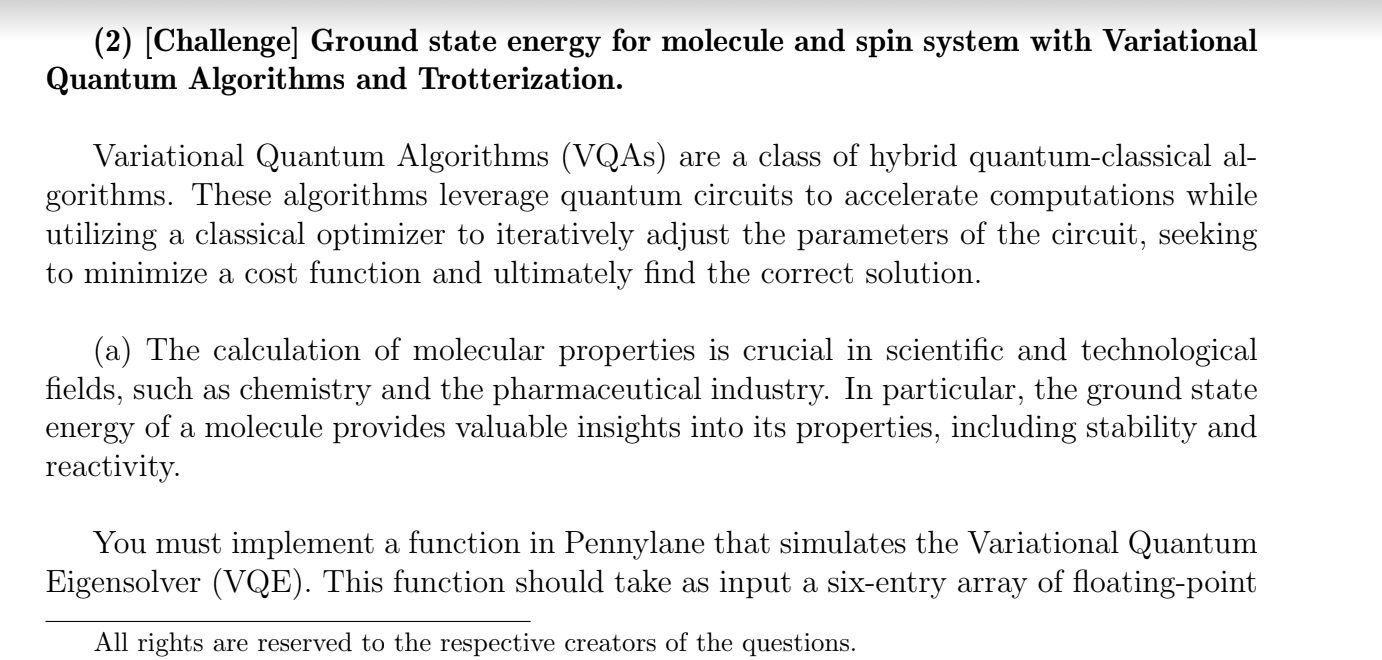 (2) [Challenge] Ground state energy for molecule and spin system with Variational
Quantum Algorithms and Trotterization.
Variational Quantum Algorithms (VQAs) are a class of hybrid quantum-classical al-
gorithms. These algorithms leverage quantum circuits to accelerate computations while
utilizing a classical optimizer to iteratively adjust the parameters of the circuit, seeking
to minimize a cost function and ultimately find the correct solution.
(a) The calculation of molecular properties is crucial in scientific and technological
fields, such as chemistry and the pharmaceutical industry. In particular, the ground state
energy of a molecule provides valuable insights into its properties, including stability and
reactivity.
You must implement a function in Pennylane that simulates the Variational Quantum
Eigensolver (VQE). This function should take as input a six-entry array of floating-point
All rights are reserved to the respective creators of the questions.